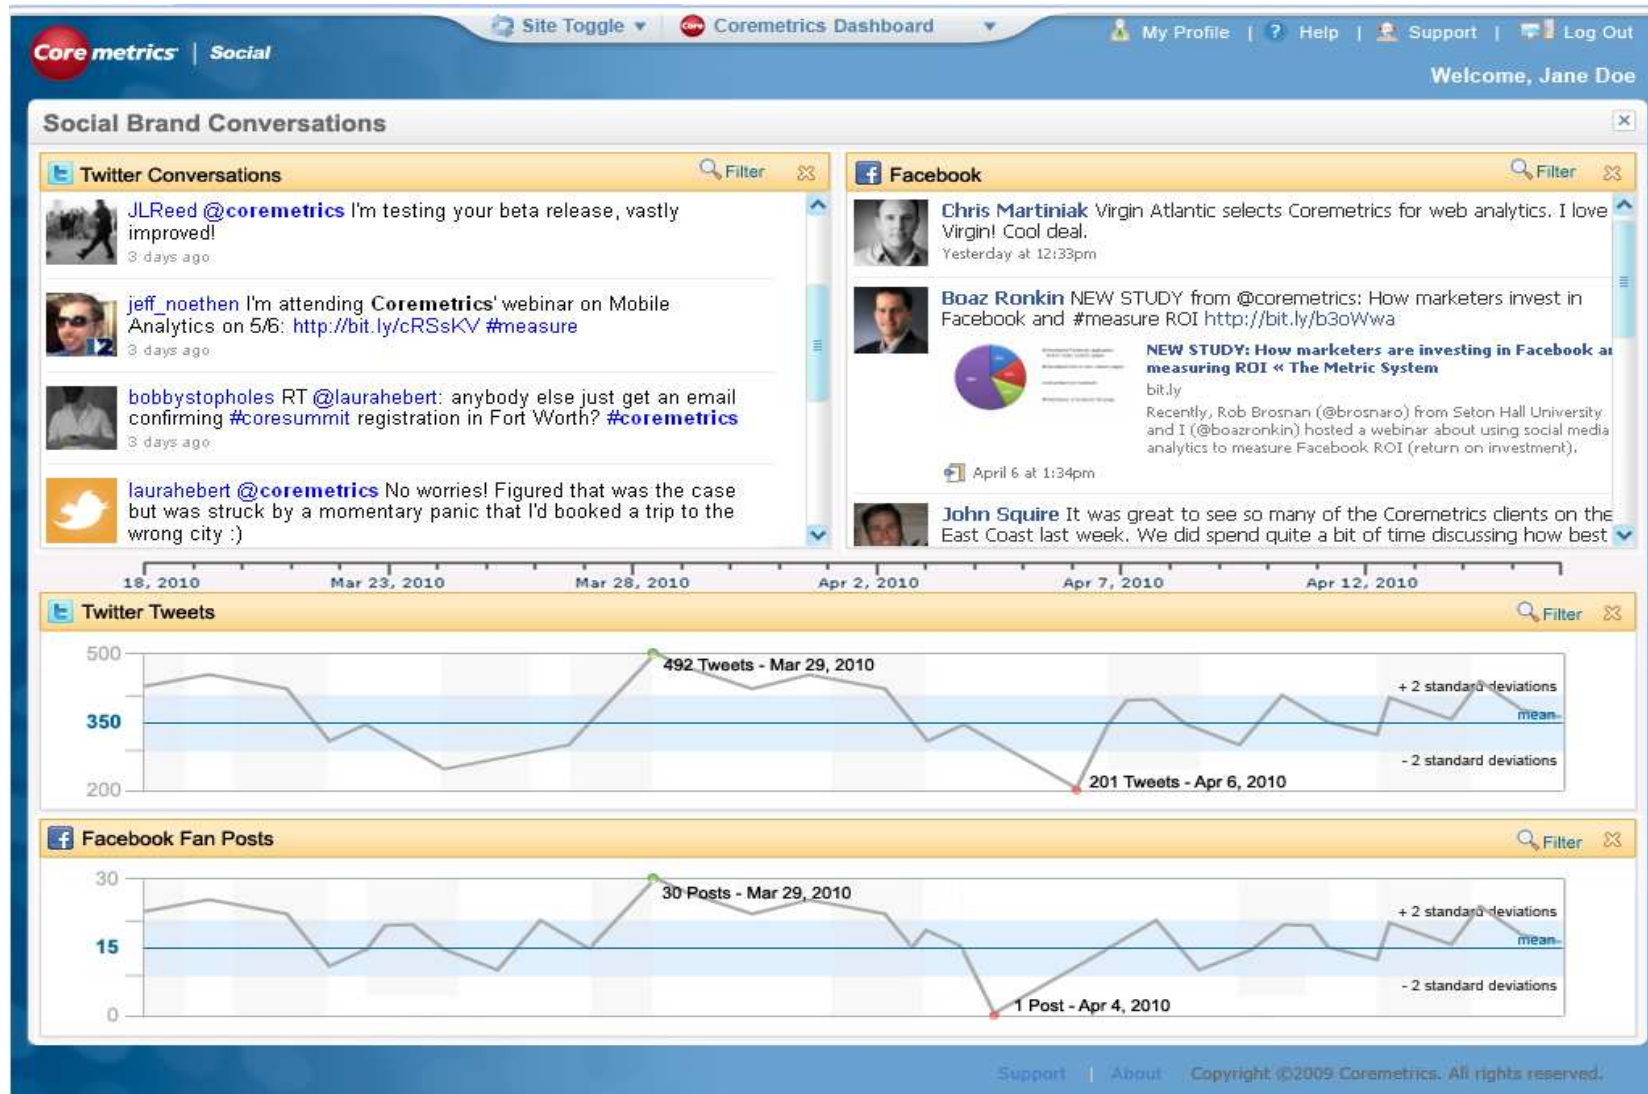 Site Toggle
Coremetrics Dashboard
My Profile | Help | Support | Log Out
Core metrics | Social
Welcome, Jane Doe
Social Brand Conversations
Twitter Conversations
Filter
JLReed @coremetrics I'm testing your beta release, vastly
improved!
3 days ago
jeff_noethen I'm attending Coremetrics' webinar on Mobile
Analytics on 5/6: http://bit.ly/cRSsKV #measure
3 days ago
bobbystopholes RT @laurahebert: anybody else just get an email
confirming #coresummit registration in Fort Worth? #coremetrics
3 days ago
laurahebert @coremetrics No worries! Figured that was the case
but was struck by a momentary panic that I'd booked a trip to the
wrong city :)
Facebook
Filter
Chris Martiniak Virgin Atlantic selects Coremetrics for web analytics. I love
Virgin! Cool deal.
Yesterday at 12:33pm
Boaz Ronkin NEW STUDY from @coremetrics: How marketers invest in
Facebook and #measure ROI http://bit.ly/b3oWwa
NEW STUDY: How marketers are investing in Facebook a
measuring ROI « The Metric System
bit.ly
Recently, Rob Brosnan (@brosnaro) from Seton Hall University
and I (@boazronkin) hosted a webinar about using social media
analytics to measure Facebook ROI (return on investment).
April 6 at 1:34pm
John Squire It was great to see so many of the Coremetrics clients on the
East Coast last week. We did spend quite a bit of time discussing how best
18, 2010 Mar 23, 2010 Mar 28, 2010 Apr 2, 2010 Apr 7, 2010 Apr 12, 2010
Twitter Tweets
Filter
500
350
200
492 Tweets - Mar 29, 2010
201 Tweets - Apr 6, 2010
+ 2 standard deviations
mean
- 2 standard deviations
Facebook Fan Posts
Filter
30
15
0
30 Posts - Mar 29, 2010
1 Post - Apr 4, 2010
+ 2 standard deviations
mean
- 2 standard deviations
Support | About Copyright ©2009 Coremetrics. All rights reserved.